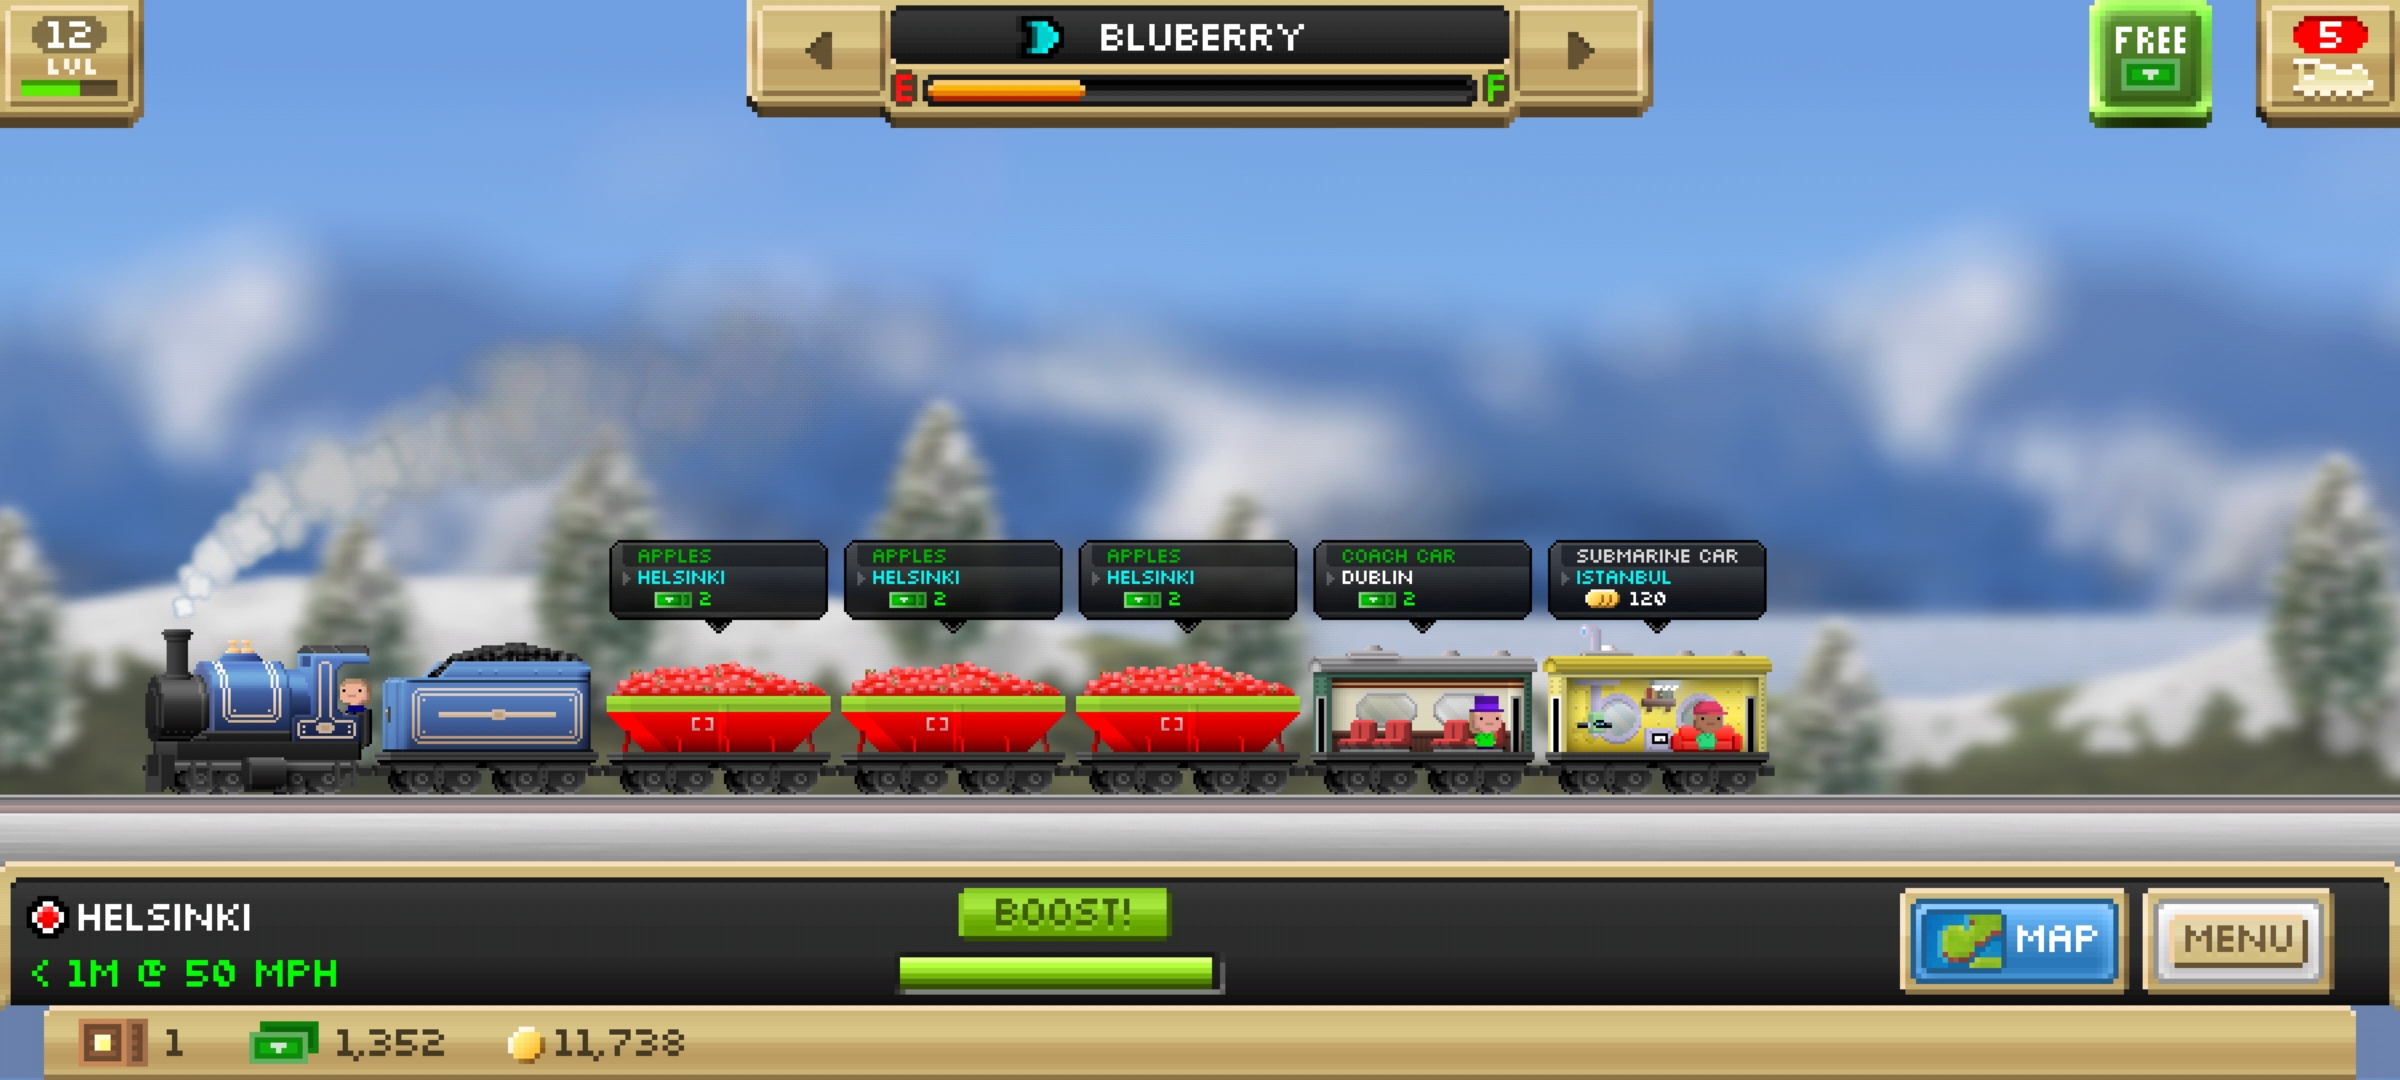 12
LVL
BLUBERRY
E
F
FREE
5
APPLES
HELSINKI
2
APPLES
HELSINKI
2
APPLES
HELSINKI
2
COACH CAR
DUBLIN
2
SUBMARINE CAR
ISTANBUL
120
HELSINKI
< 1M @ 50 MPH
BOOST!
MAP
MENU
1
1,352
11,738